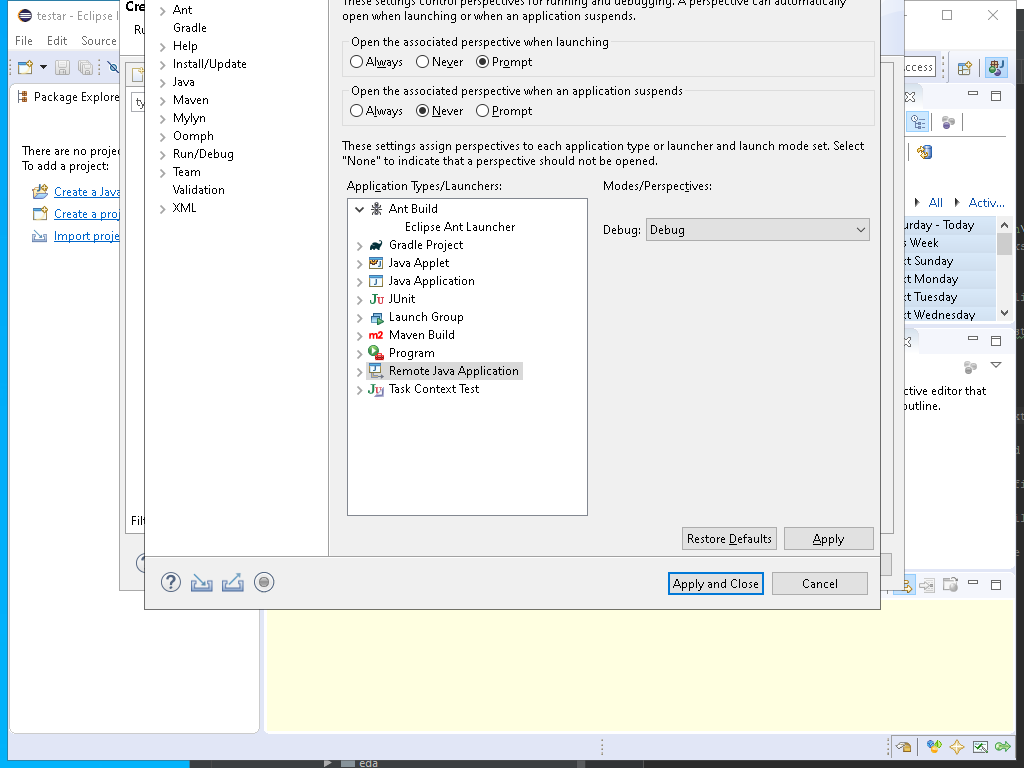 testar - Eclipse I
Cre
Ant
These settings control perspectives for running and debugging. A perspective can automatically
open when launching or when an application suspends.
File Edit Source
Ru
Gradle
Help
Install/Update
Java
Maven
Mylyn
Oomph
Run/Debug
Team
Validation
XML
Open the associated perspective when launching
Always Never Prompt
Open the associated perspective when an application suspends
Always Never Prompt
These settings assign perspectives to each application type or launcher and launch mode set. Select
"None" to indicate that a perspective should not be opened.
Application Types/Launchers:
Modes/Perspectives:
Ant Build
Eclipse Ant Launcher
Gradle Project
Java Applet
Java Application
JUnit
Launch Group
Maven Build
Program
Remote Java Application
Task Context Test
Debug: Debug
Restore Defaults Apply
Apply and Close Cancel
Package Explore
ty
There are no projec
To add a project:
Create a Java
Create a proj
Import proje
Filt
ccess
All Activ...
urday - Today
s Week
xt Sunday
xt Monday
xt Tuesday
xt Wednesday
ctive editor that
outline.
eda